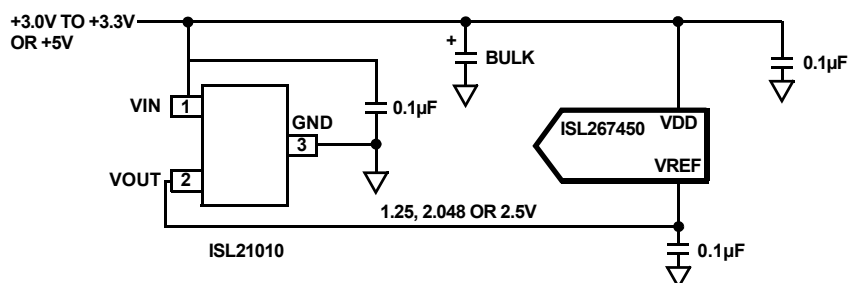 +3.0V TO +3.3V
OR +5V
+
BULK
0.1µF
VIN
1
0.1µF
GND
3
ISL267450
VDD
VREF
VOUT
2
1.25, 2.048 OR 2.5V
ISL21010
0.1µF